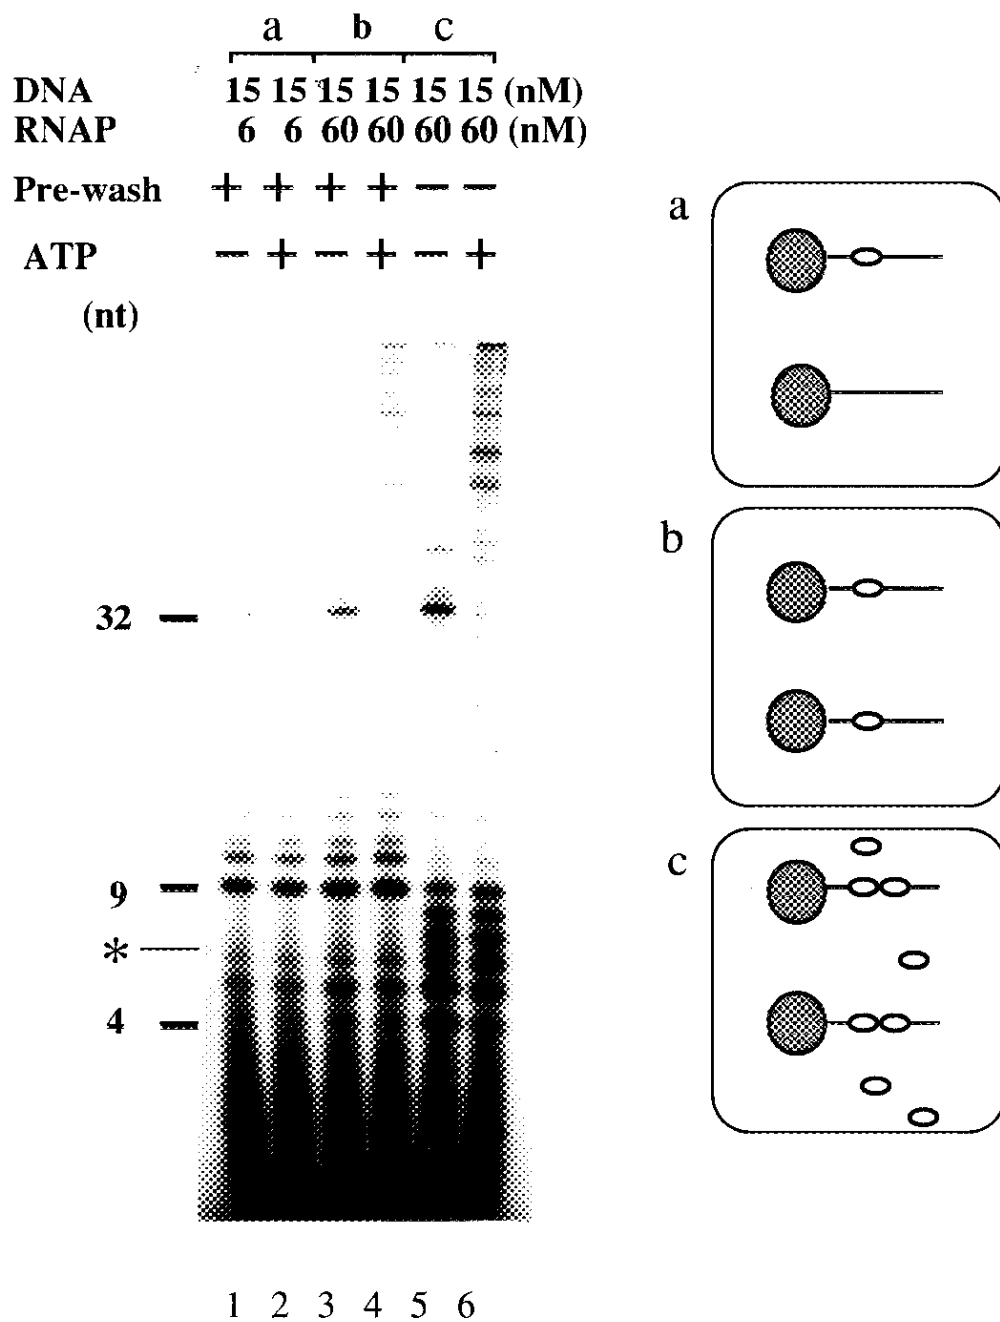 a b c
DNA 15 15 15 15 15 15 (nM)
RNAP 6 6 60 60 60 60 (nM)
Pre-wash + + + + − −
ATP − + − + − +
(nt)
32
9
*
4
1 2 3 4 5 6
a
b
c